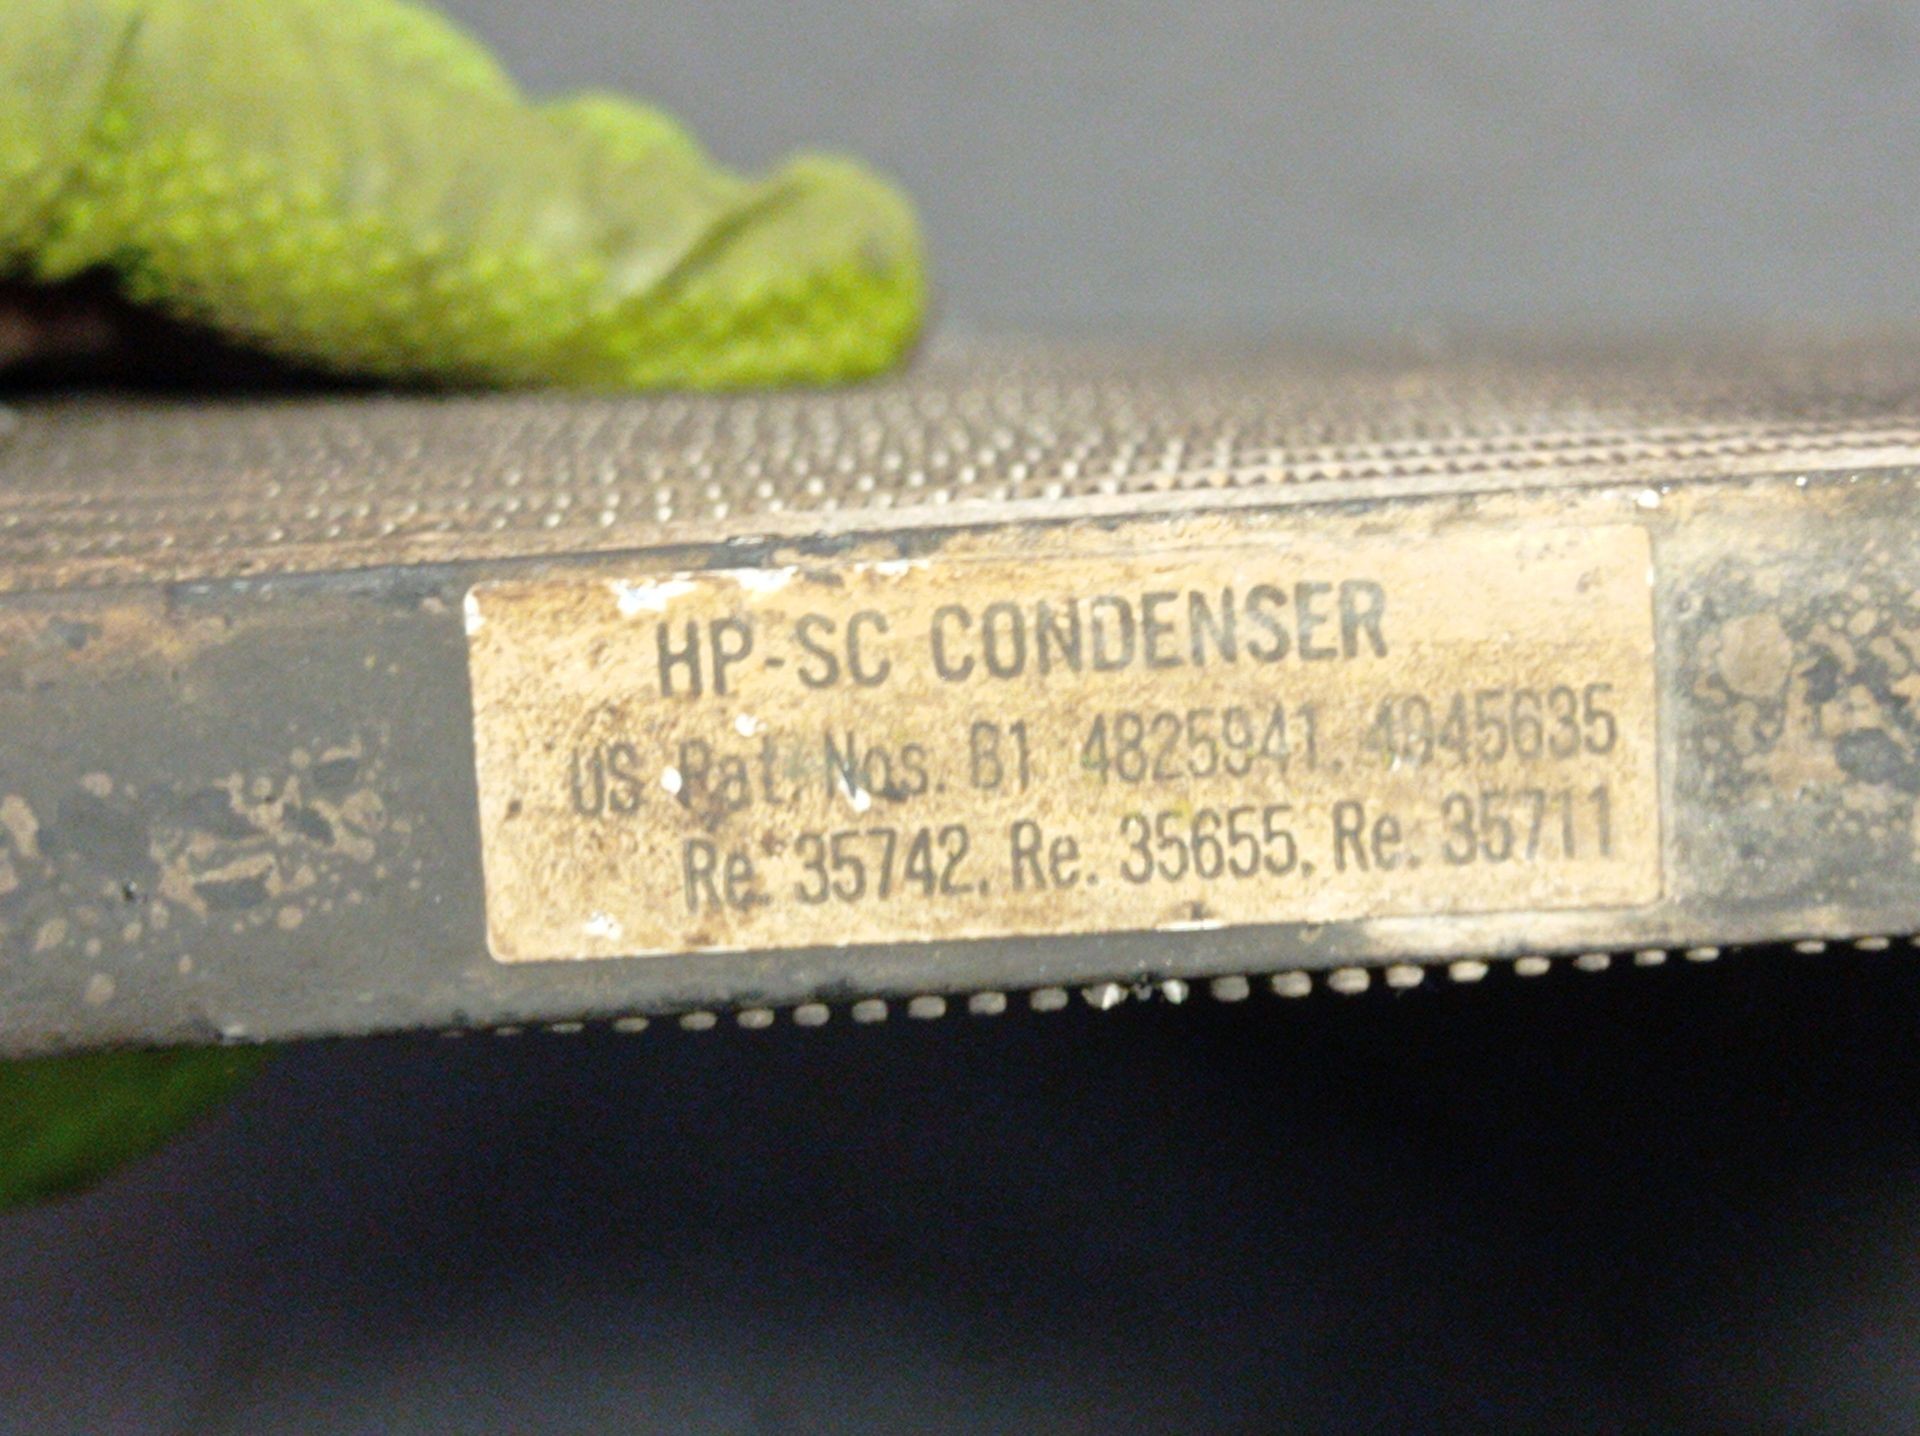 HP-SC CONDENSER
US Pat. Nos. B1 4825941, 4945635
Re. 35742, Re. 35655, Re. 35711